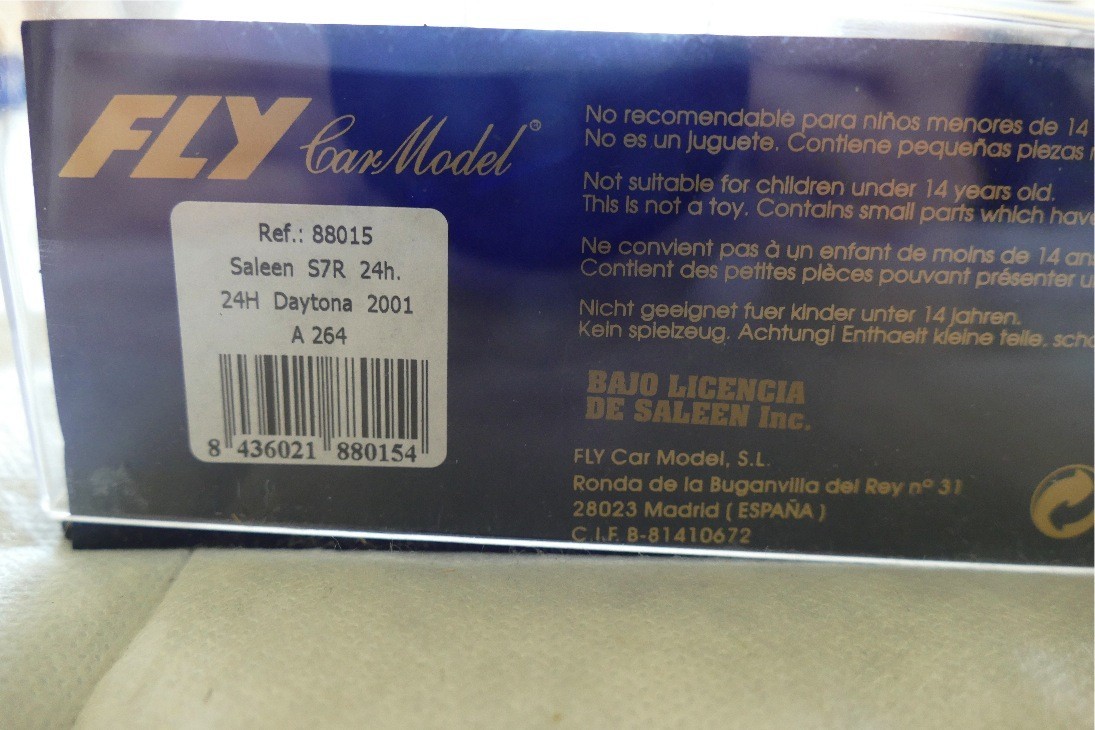 FLY Car Model®
Ref.: 88015
Saleen S7R 24h.
24H Daytona 2001
A 264
8 436021 880154
No recomendable para niños menores de 14
No es un juguete. Contiene pequeñas piezas
Not suitable for children under 14 years old.
This is not a toy. Contains small parts which have
Ne convient pas à un enfant de moins de 14 ans
Contient des petites pièces pouvant présenter
Nicht geeignet fuer kinder unter 14 jahren.
Kein spielzeug. Achtung! Enthaelt kleine teile.
BAJO LICENCIA
DE SALEEN Inc.
FLY Car Model, S.L.
Ronda de la Buganvilla del Rey nº 31
28023 Madrid ( ESPAÑA )
C.I.F. B-81410672